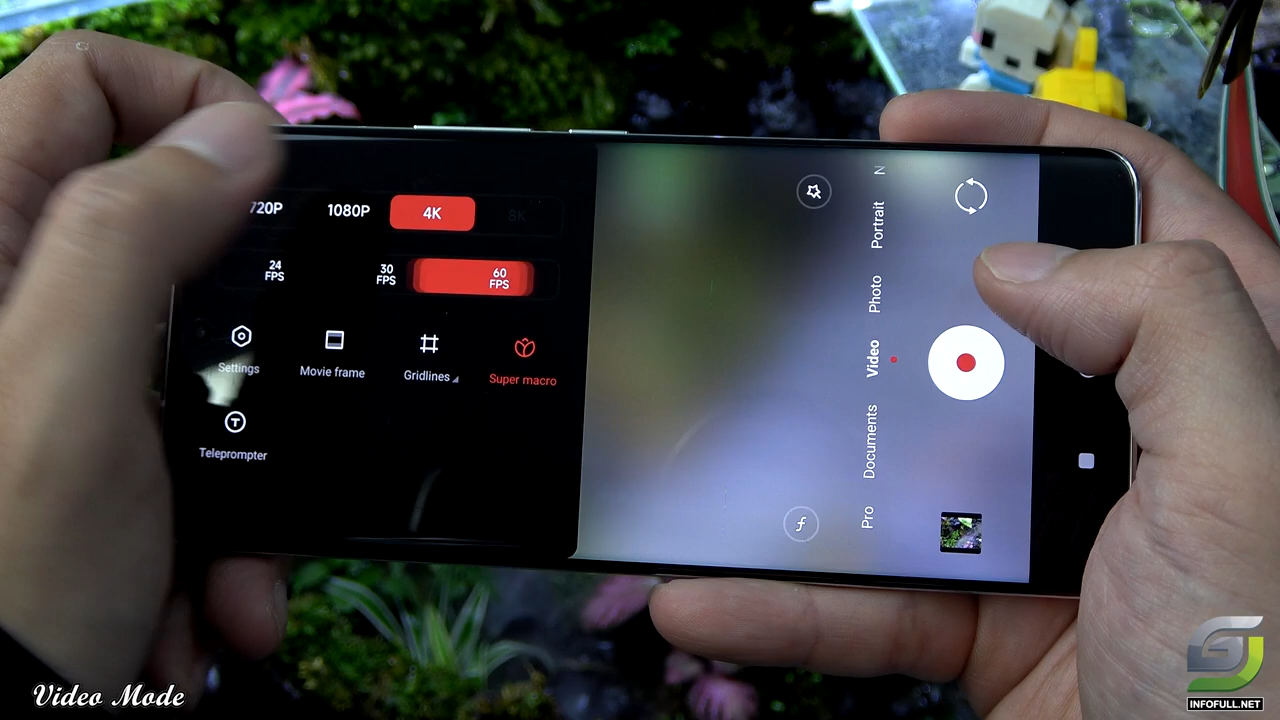 720P 1080P 4K 8K
24 FPS 30 FPS 60 FPS
Settings Movie frame Gridlines Super macro
Teleprompter
N
Portrait
Photo
Video
Documents
Pro
Video Mode
INFOFULL.NET